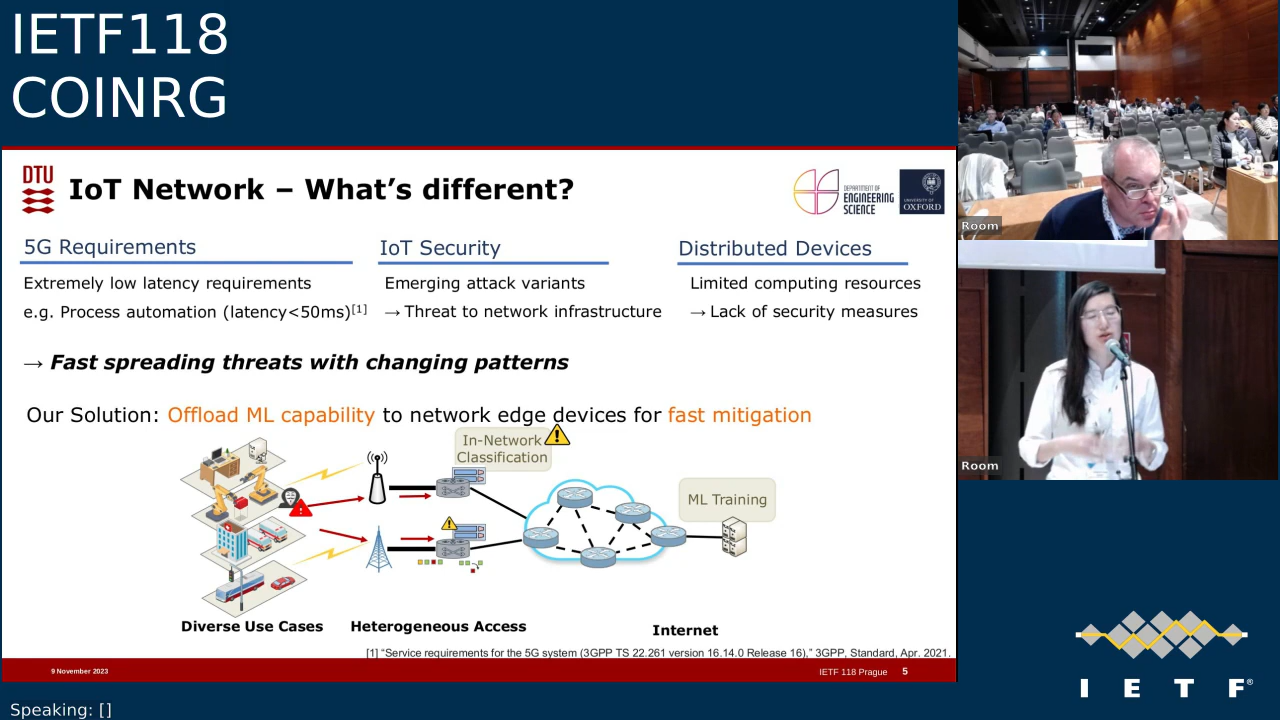 IETF118
COINRG
DTU
IoT Network – What's different?
DEPARTMENT OF
ENGINEERING
SCIENCE
UNIVERSITY OF
OXFORD
5G Requirements
IoT Security
Distributed Devices
Extremely low latency requirements
Emerging attack variants
Limited computing resources
e.g. Process automation (latency<50ms)[1]
→ Threat to network infrastructure
→ Lack of security measures
→ Fast spreading threats with changing patterns
Our Solution: Offload ML capability to network edge devices for fast mitigation
In-Network
Classification
ML Training
Diverse Use Cases
Heterogeneous Access
Internet
[1] "Service requirements for the 5G system (3GPP TS 22.261 version 16.14.0 Release 16)," 3GPP, Standard, Apr. 2021.
9 November 2023
IETF 118 Prague
5
Room
Room
I E T F®
Speaking: []